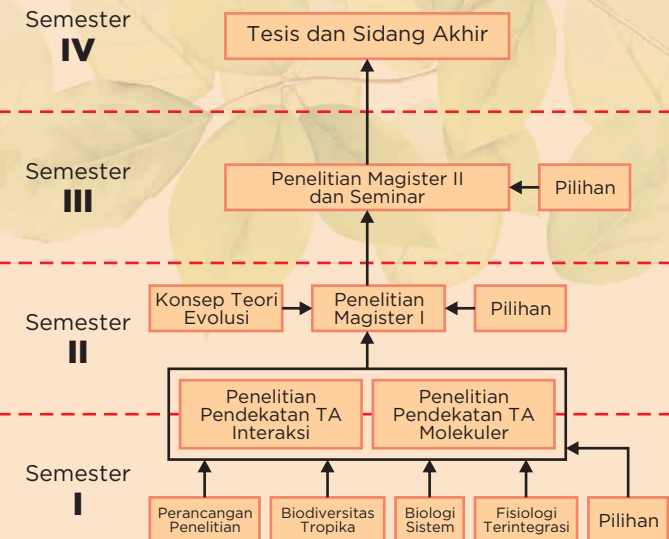 Semester
IV
Tesis dan Sidang Akhir
Semester
III
Penelitian Magister II
dan Seminar
Pilihan
Semester
II
Konsep Teori
Evolusi
Penelitian
Magister I
Pilihan
Penelitian
Pendekatan TA
Interaksi
Penelitian
Pendekatan TA
Molekuler
Semester
I
Perancangan
Penelitian
Biodiversitas
Tropika
Biologi
Sistem
Fisiologi
Terintegrasi
Pilihan